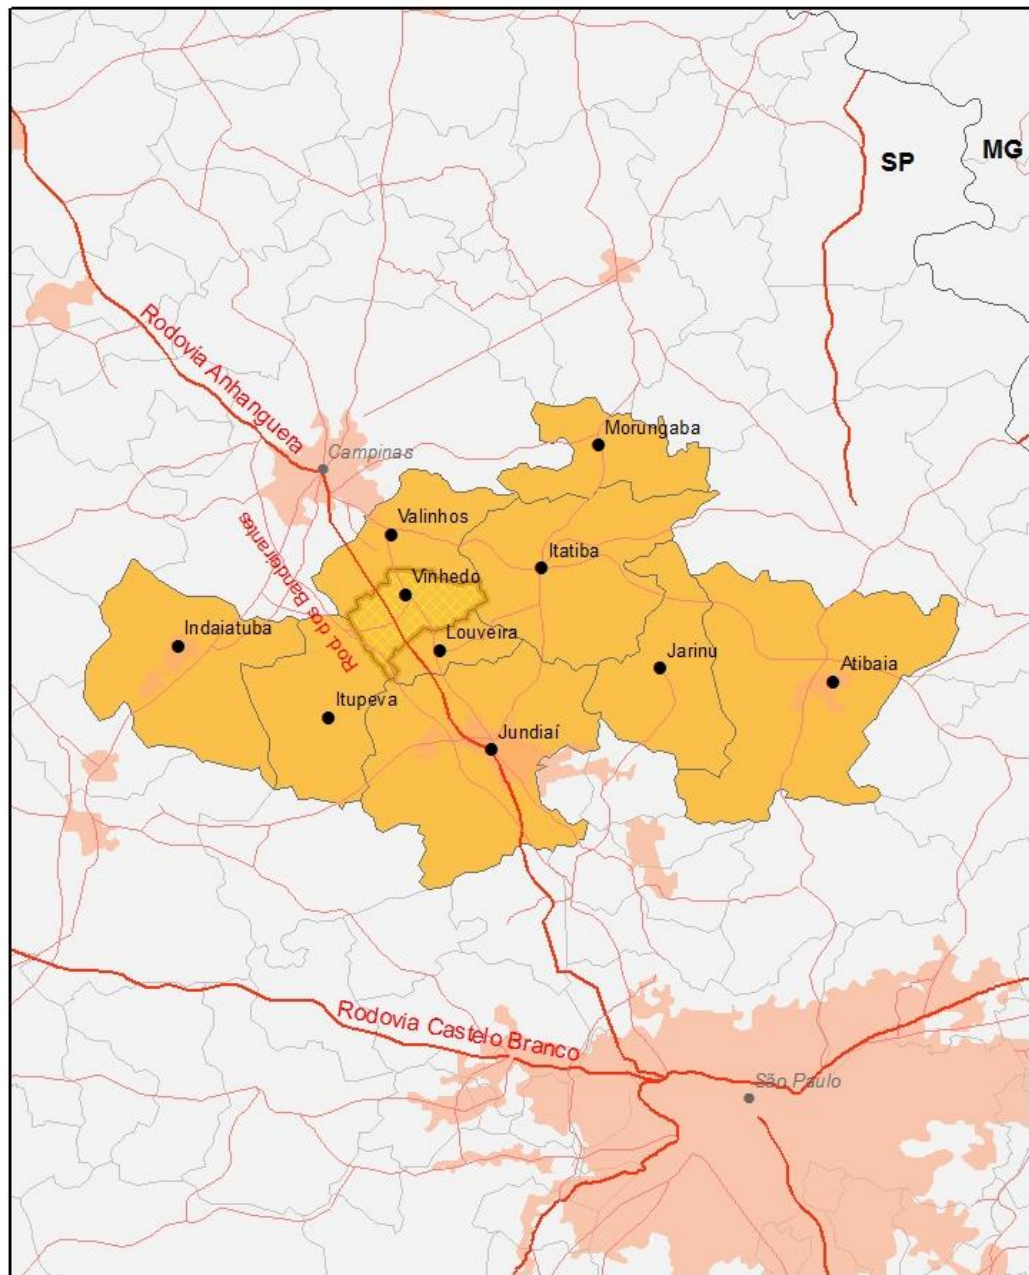 MG
SP
Rodovia Anhanguera
Morungaba
Campinas
Valinhos
Rod. dos Bandeirantes
Itatiba
Vinhedo
Indaiatuba
Louveira
Jarinu
Atibaia
Itupeva
Jundiaí
Rodovia Castelo Branco
São Paulo